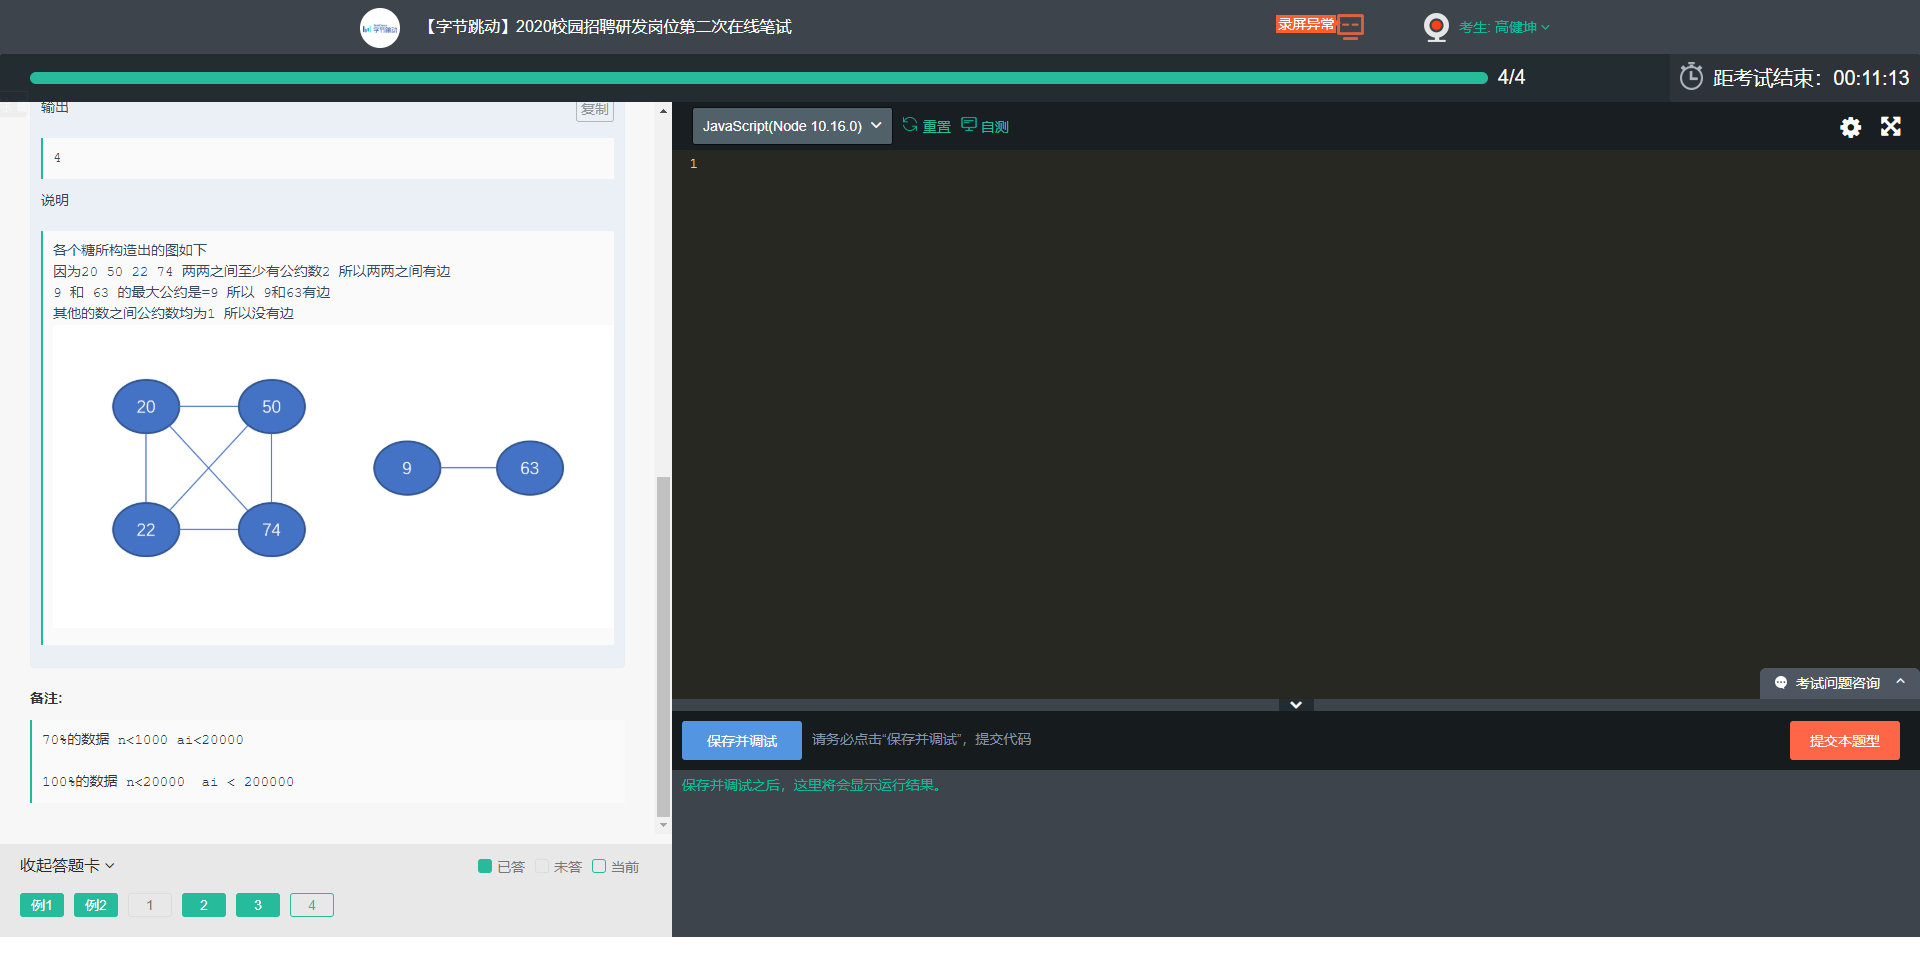 【字节跳动】2020校园招聘研发岗位第二次在线笔试
录屏异常
考生: 高健坤
4/4
距考试结束: 00:11:13
输出
复制
4
说明
各个糖所构造出的图如下
因为20 50 22 74 两两之间至少有公约数2 所以两两之间有边
9 和 63 的最大公约是=9 所以 9和63有边
其他的数之间公约数均为1 所以没有边
20
50
9
63
22
74
备注:
70%的数据 n<1000 ai<20000
100%的数据 n<20000 ai < 200000
收起答题卡
已答
未答
当前
例1
例2
1
2
3
4
JavaScript(Node 10.16.0)
重置
自测
1
考试问题咨询
保存并调试
请务必点击“保存并调试”，提交代码
提交本题型
保存并调试之后，这里将会显示运行结果。